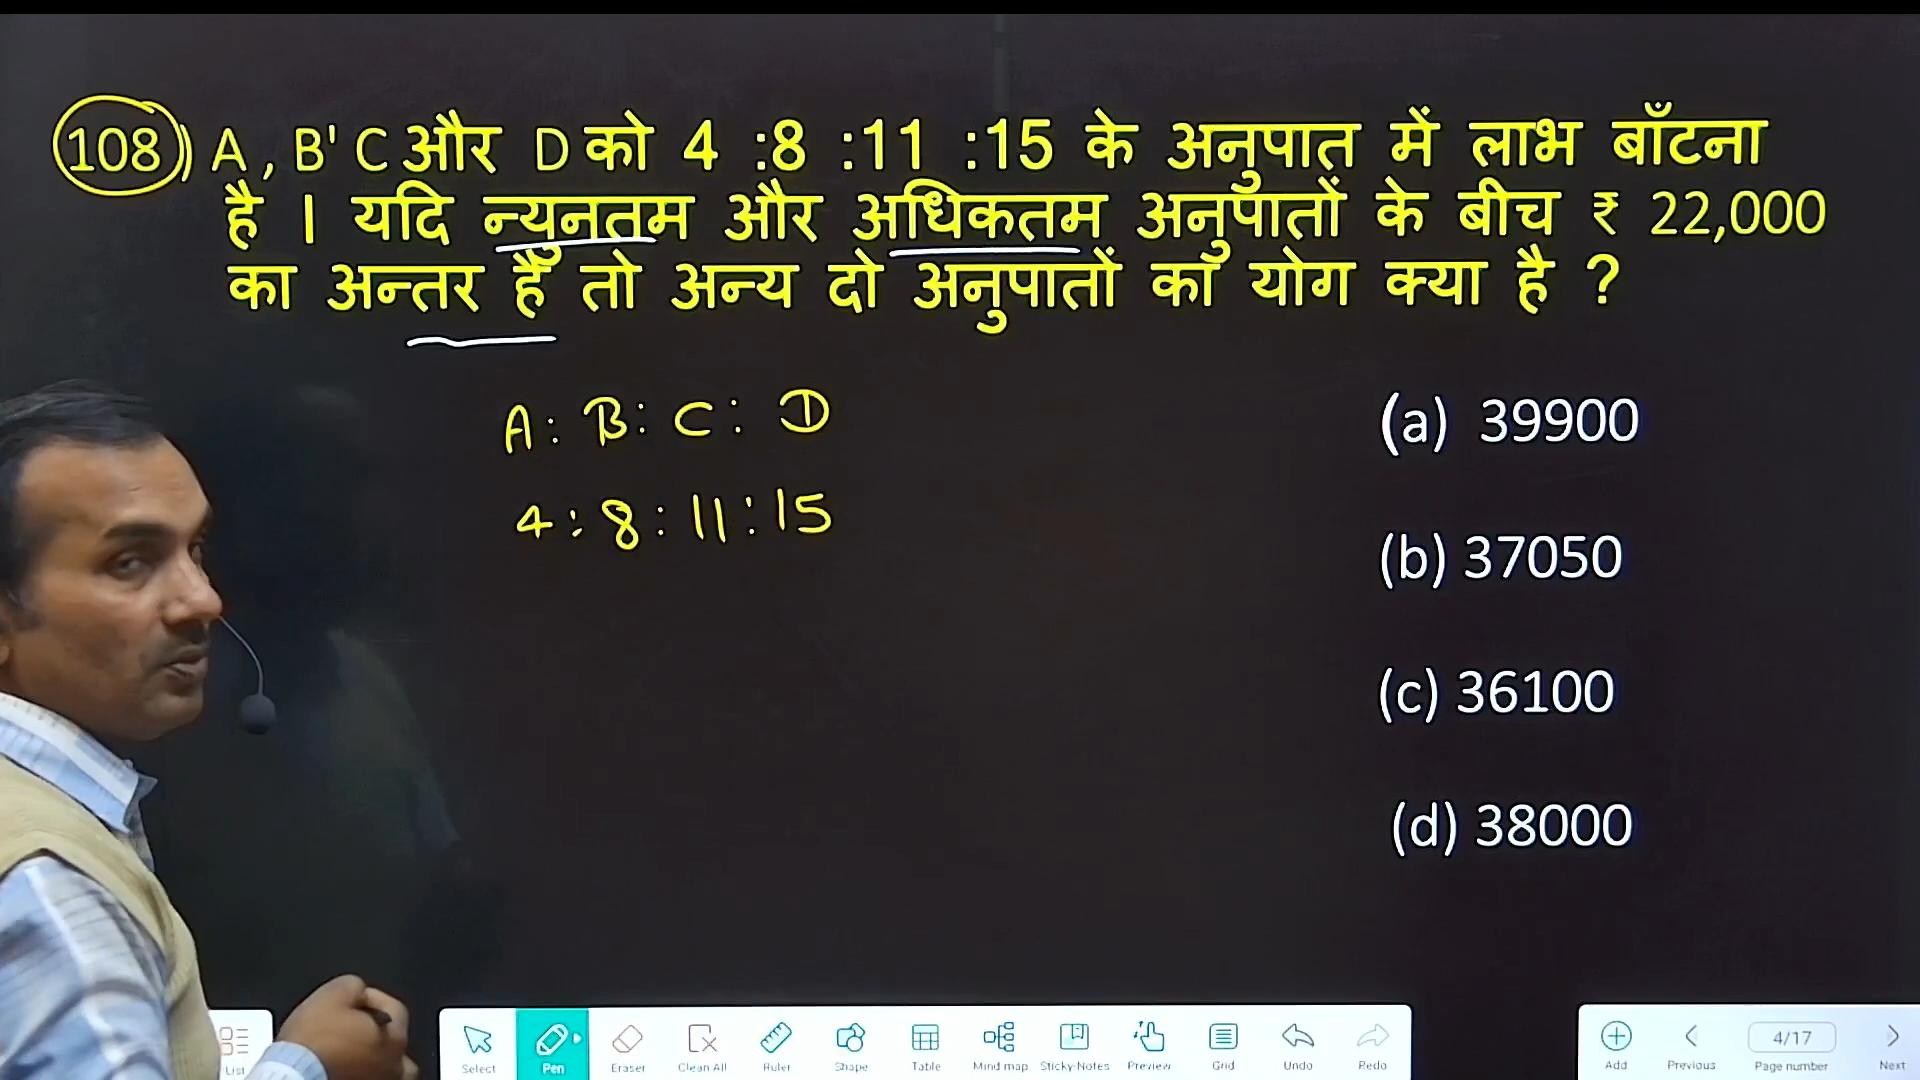 108) A , B' C और D को 4 :8 :11 :15 के अनुपात में लाभ बाँटना
है । यदि न्युनतम और अधिकतम अनुपातों के बीच ₹ 22,000
का अन्तर है तो अन्य दो अनुपातों का योग क्या है ?
A : B : C : D
4 : 8 : 11 : 15
(a) 39900
(b) 37050
(c) 36100
(d) 38000
List
Select
Pen
Eraser
Clean All
Ruler
Shape
Table
Mind map
Sticky-Notes
Preview
Grid
Undo
Redo
Add
Previous
4/17
Page number
Next